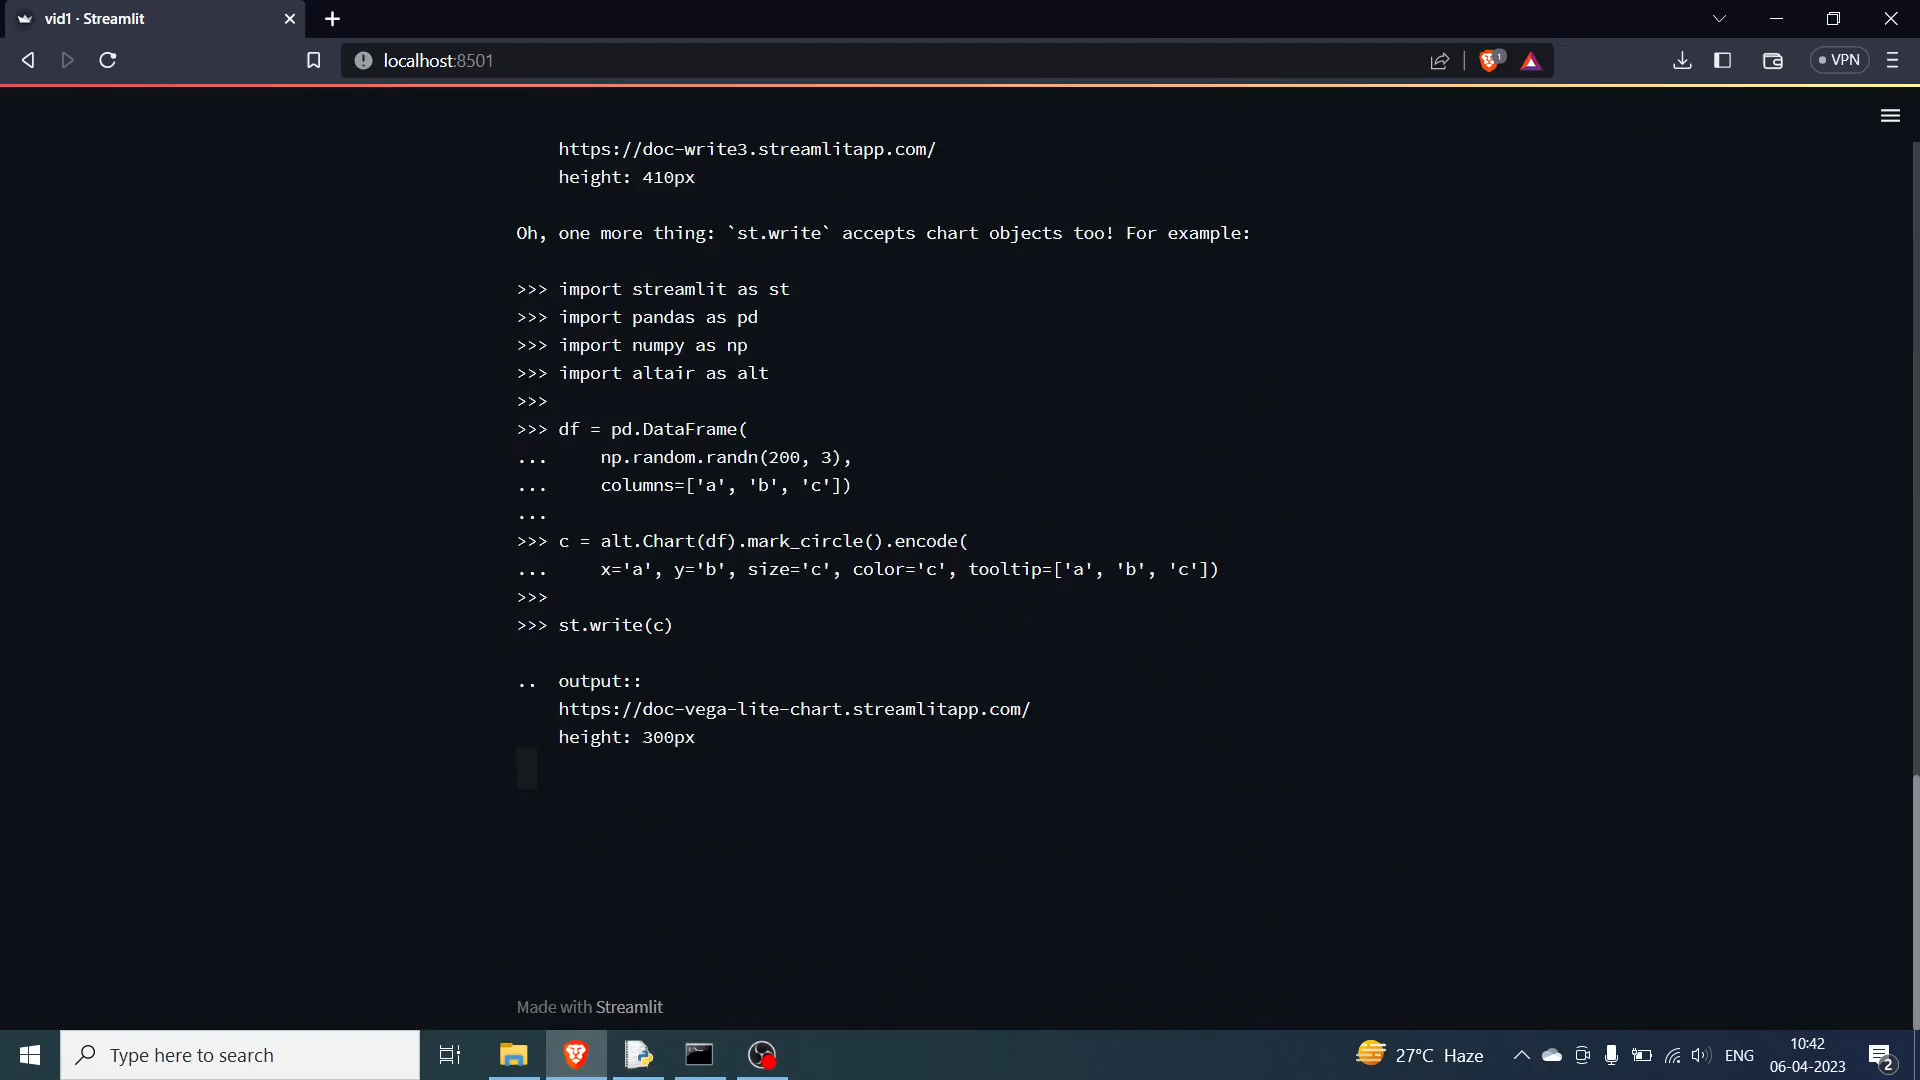 vid1 · Streamlit
localhost:8501
1
VPN
https://doc-write3.streamlitapp.com/
height: 410px
Oh, one more thing: `st.write` accepts chart objects too! For example:
>>> import streamlit as st
>>> import pandas as pd
>>> import numpy as np
>>> import altair as alt
>>>
>>> df = pd.DataFrame(
...     np.random.randn(200, 3),
...     columns=['a', 'b', 'c'])
...
>>> c = alt.Chart(df).mark_circle().encode(
...     x='a', y='b', size='c', color='c', tooltip=['a', 'b', 'c'])
>>>
>>> st.write(c)
..  output::
https://doc-vega-lite-chart.streamlitapp.com/
height: 300px
Made with Streamlit
Type here to search
27°C Haze
ENG
10:42
06-04-2023
2